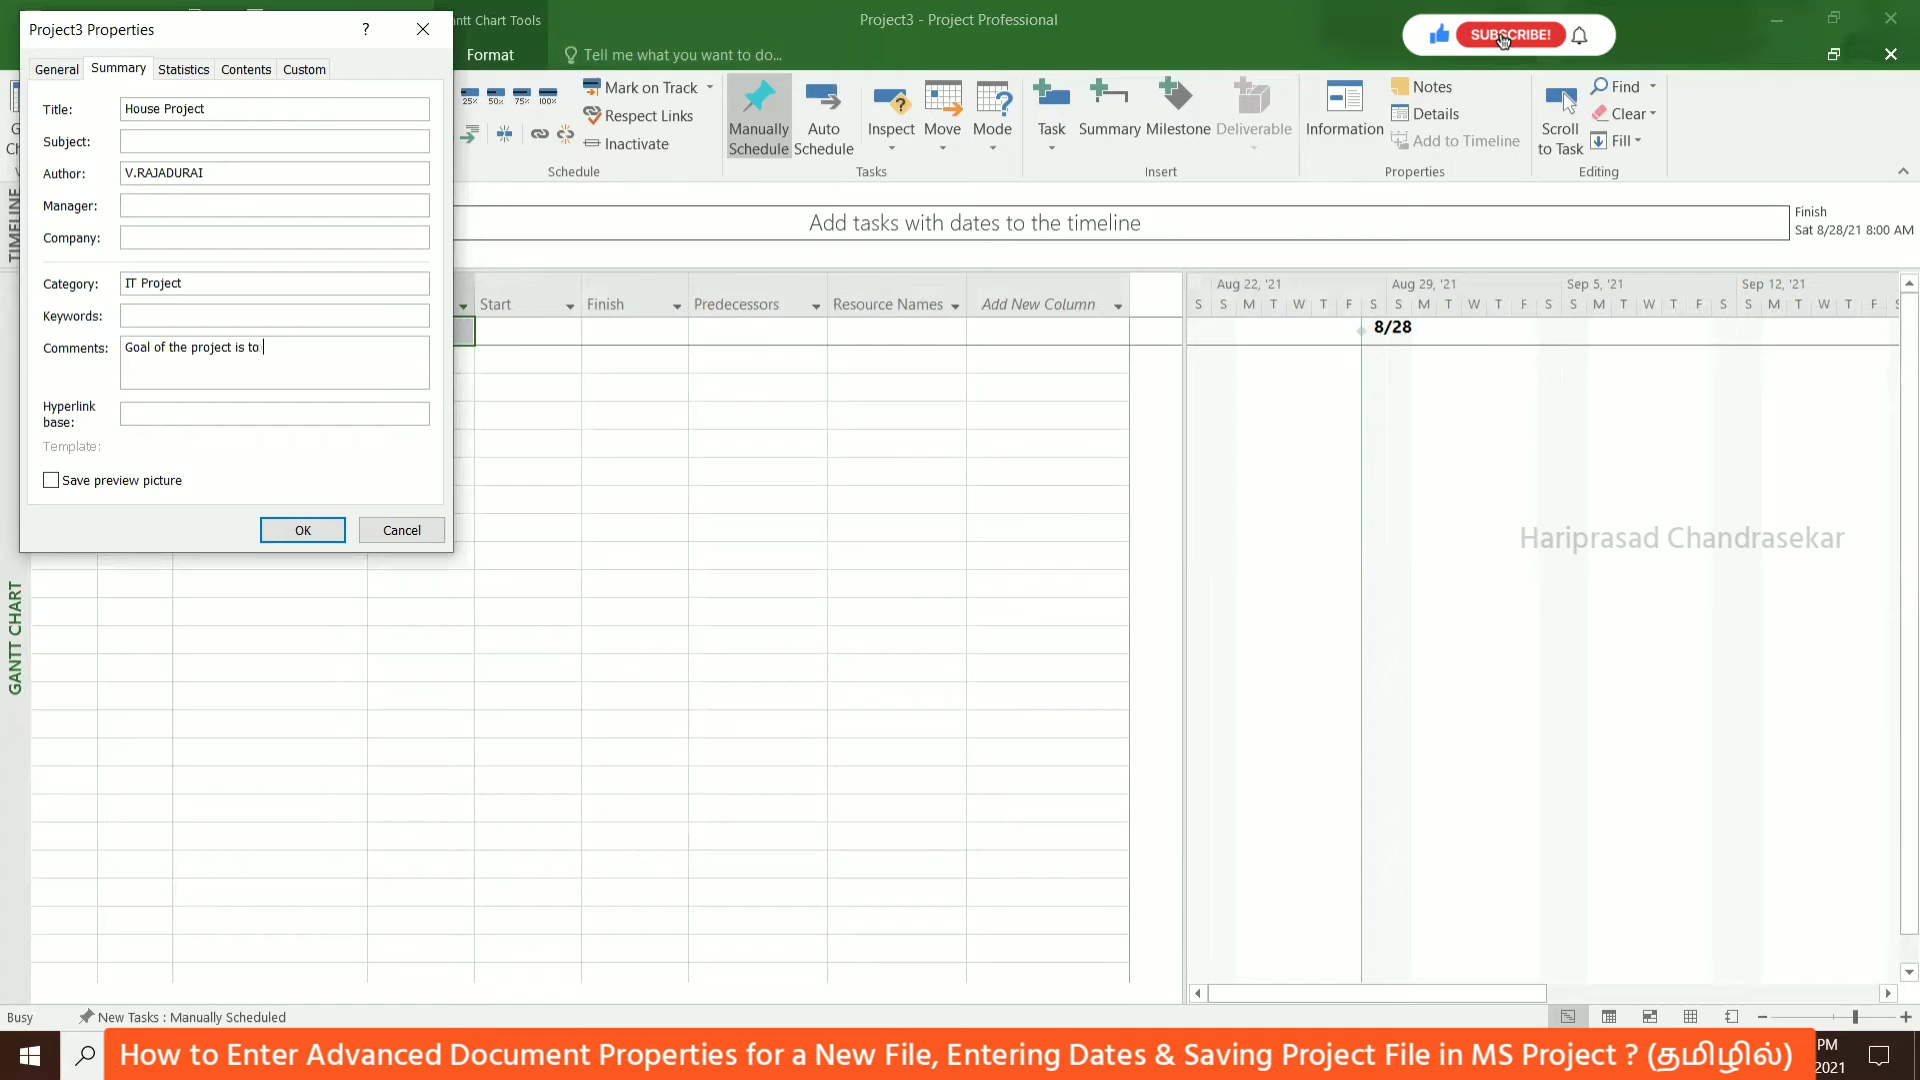 Project3 Properties
?
General Summary Statistics Contents Custom
Title: House Project
Subject:
Author: V.RAJADURAI
Manager:
Company:
Category: IT Project
Keywords:
Comments: Goal of the project is to
Hyperlink base:
Template:
Save preview picture
OK Cancel
ntt Chart Tools
Project3 - Project Professional
SUBSCRIBE!
Format
Tell me what you want to do...
25% 50% 75% 100%
Mark on Track
Respect Links
Inactivate
Schedule
Manually Schedule
Auto Schedule
Inspect
Move
Mode
Tasks
Task
Summary
Milestone
Deliverable
Insert
Information
Notes
Details
Add to Timeline
Properties
Scroll to Task
Find
Clear
Fill
Editing
TIMELINE
Add tasks with dates to the timeline
Finish
Sat 8/28/21 8:00 AM
Start Finish Predecessors Resource Names Add New Column
Aug 22, '21 Aug 29, '21 Sep 5, '21 Sep 12, '21
S S M T W T F S S M T W T F S S M T W T F S S M T W T F S
8/28
Hariprasad Chandrasekar
GANTT CHART
Busy
New Tasks : Manually Scheduled
How to Enter Advanced Document Properties for a New File, Entering Dates & Saving Project File in MS Project ? (தமிழில்)
PM
2021